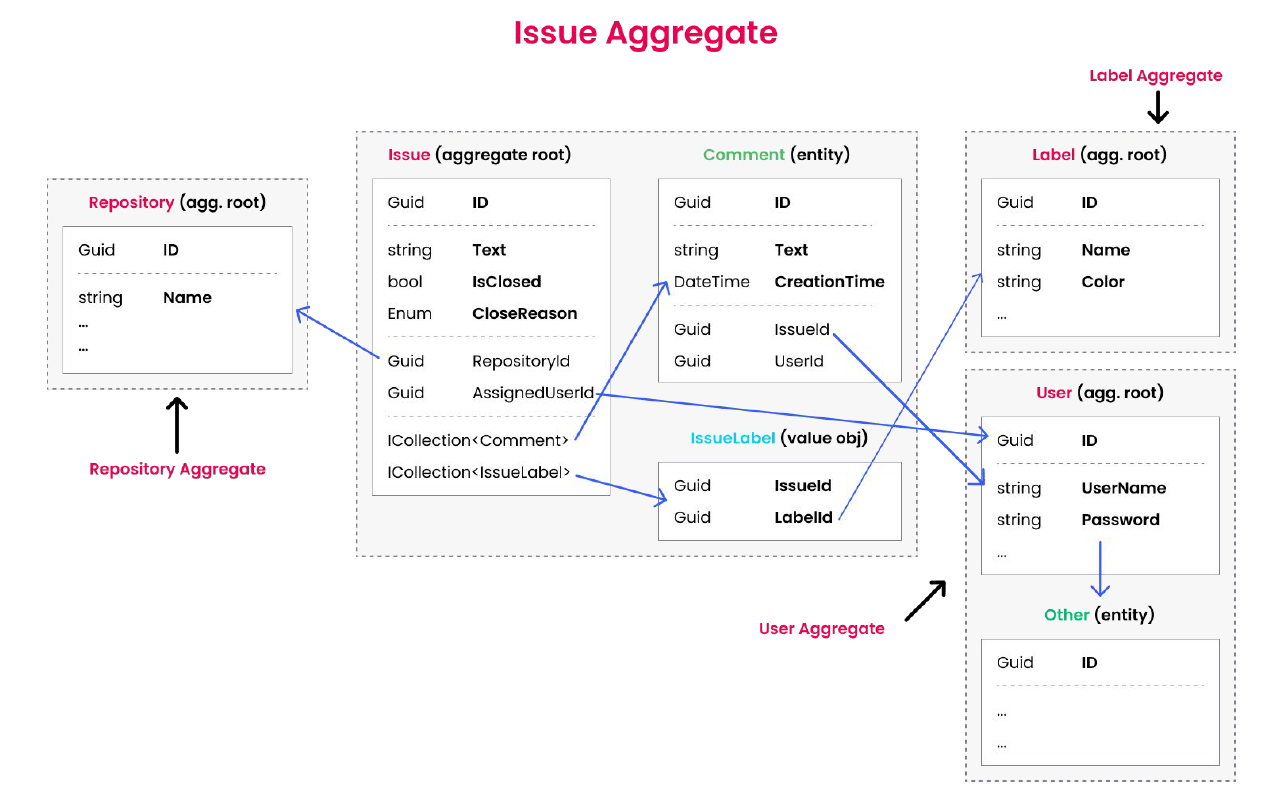 Issue Aggregate
Label Aggregate
Repository (agg. root)
Guid ID
string Name
...
...
Repository Aggregate
Issue (aggregate root)
Guid ID
string Text
bool IsClosed
Enum CloseReason
Guid RepositoryId
Guid AssignedUserId
ICollection<Comment>
ICollection<IssueLabel>
Comment (entity)
Guid ID
string Text
DateTime CreationTime
Guid IssueId
Guid UserId
IssueLabel (value obj)
Guid IssueId
Guid LabelId
Label (agg. root)
Guid ID
string Name
string Color
...
User (agg. root)
Guid ID
string UserName
string Password
...
User Aggregate
Other (entity)
Guid ID
...
...